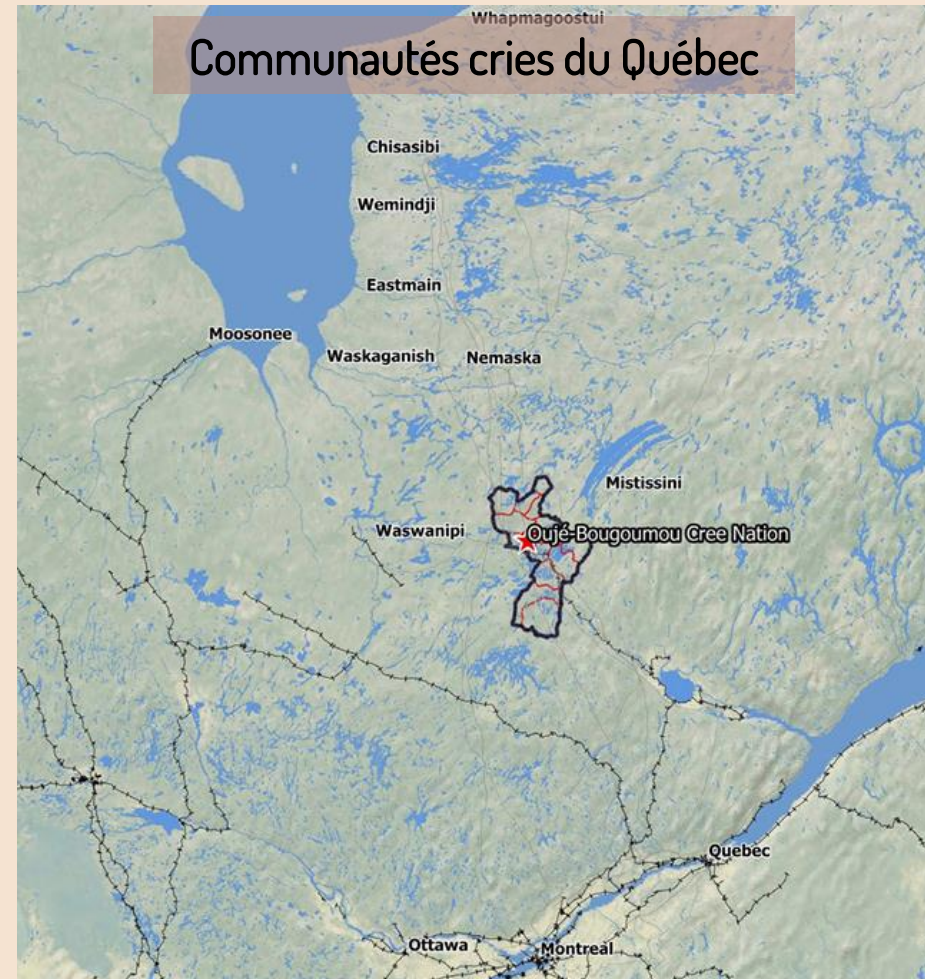 Whapmagoostui
Communautés cries du Québec
Chisasibi
Wemindji
Eastmain
Moosonee
Waskaganish
Nemaska
Mistissini
Waswanipi
Oujé-Bougoumou Cree Nation
Quebec
Ottawa
Montreal